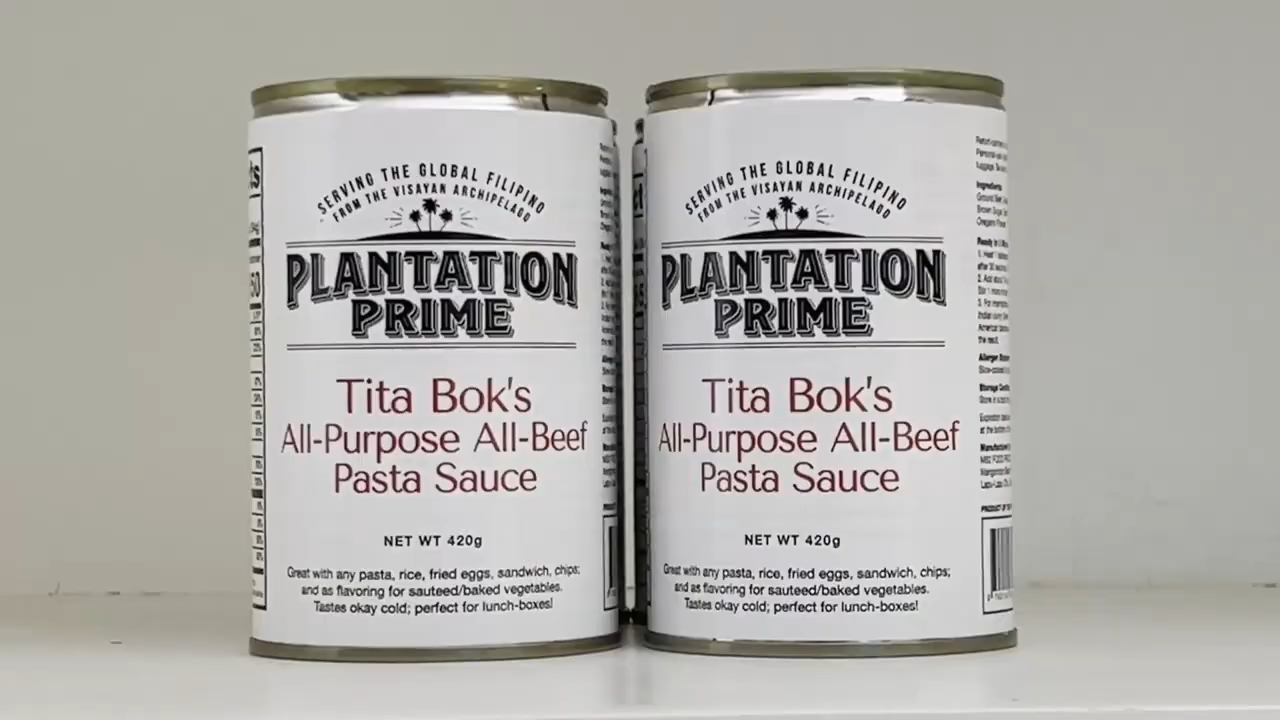 SERVING THE GLOBAL FILIPINO
FROM THE VISAYAN ARCHIPELAGO
PLANTATION
PRIME
Tita Bok's
All-Purpose All-Beef
Pasta Sauce
NET WT 420g
Great with any pasta, rice, fried eggs, sandwich, chips;
and as flavoring for sauteed/baked vegetables.
Tastes okay cold; perfect for lunch-boxes!
SERVING THE GLOBAL FILIPINO
FROM THE VISAYAN ARCHIPELAGO
PLANTATION
PRIME
Tita Bok's
All-Purpose All-Beef
Pasta Sauce
NET WT 420g
Great with any pasta, rice, fried eggs, sandwich, chips;
and as flavoring for sauteed/baked vegetables.
Tastes okay cold; perfect for lunch-boxes!